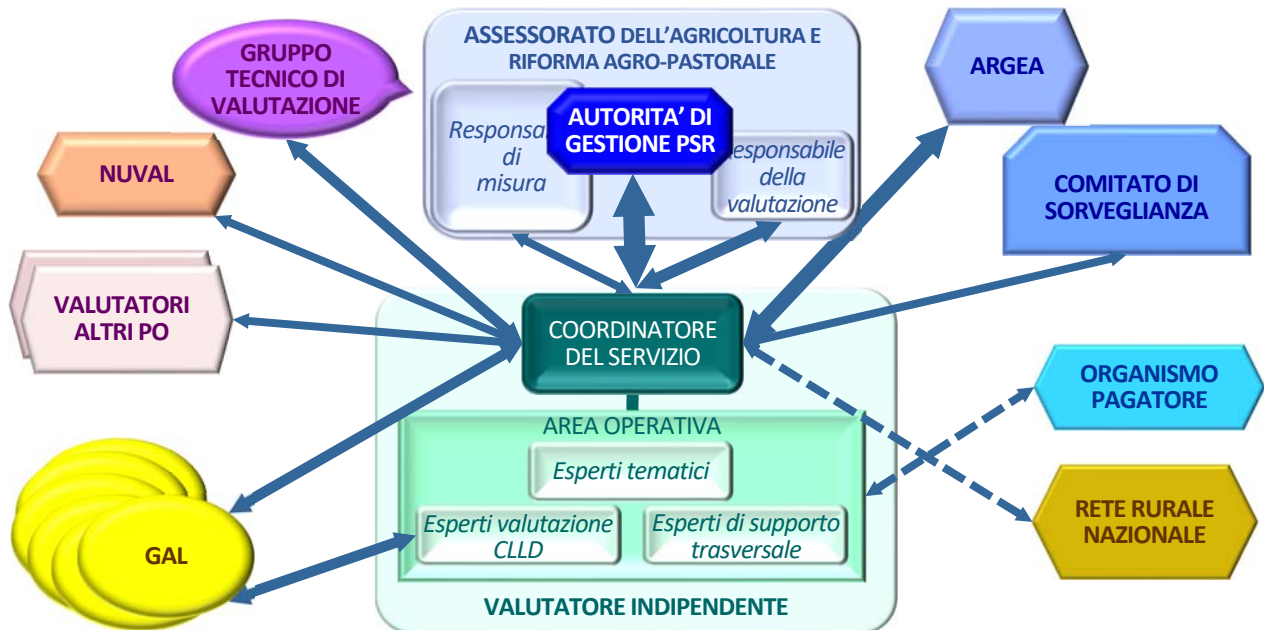 GRUPPO
TECNICO DI
VALUTAZIONE
ASSESSORATO DELL'AGRICOLTURA E
RIFORMA AGRO-PASTORALE
Responsa
di
misura
AUTORITA' DI
GESTIONE PSR
Responsabile
della
valutazione
ARGEA
NUVAL
COMITATO DI
SORVEGLIANZA
VALUTATORI
ALTRI PO
COORDINATORE
DEL SERVIZIO
ORGANISMO
PAGATORE
AREA OPERATIVA
Esperti tematici
Esperti valutazione
CLLD
Esperti di supporto
trasversale
RETE RURALE
NAZIONALE
GAL
VALUTATORE INDIPENDENTE